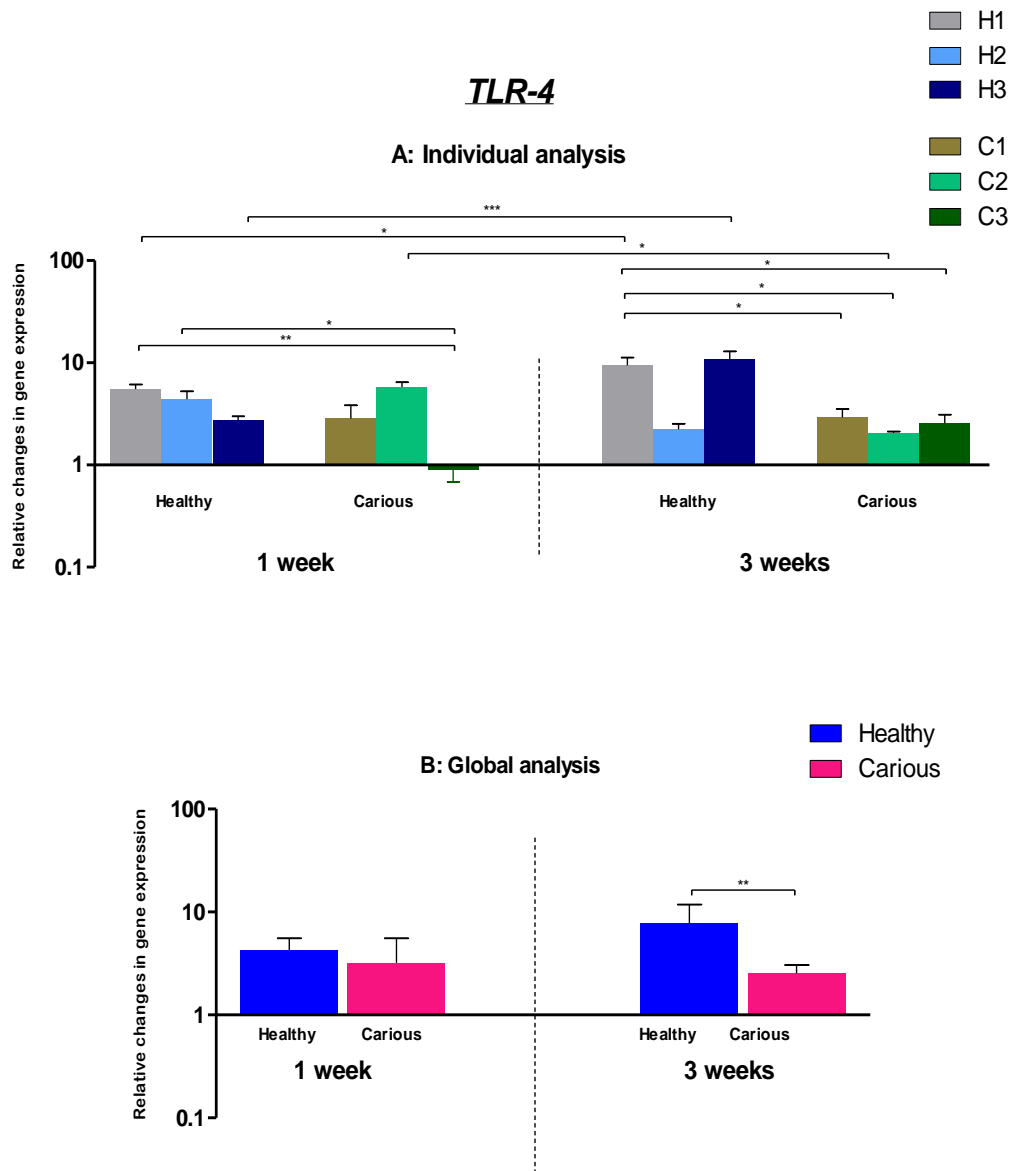 H1
H2
H3
TLR-4
A: Individual analysis
C1
C2
C3
***
*
*
*
*
*
*
**
Relative changes in gene expression
100
10
1
0.1
Healthy
Carious
Healthy
Carious
1 week
3 weeks
Healthy
Carious
B: Global analysis
Relative changes in gene expression
100
10
1
0.1
**
Healthy
Carious
Healthy
Carious
1 week
3 weeks